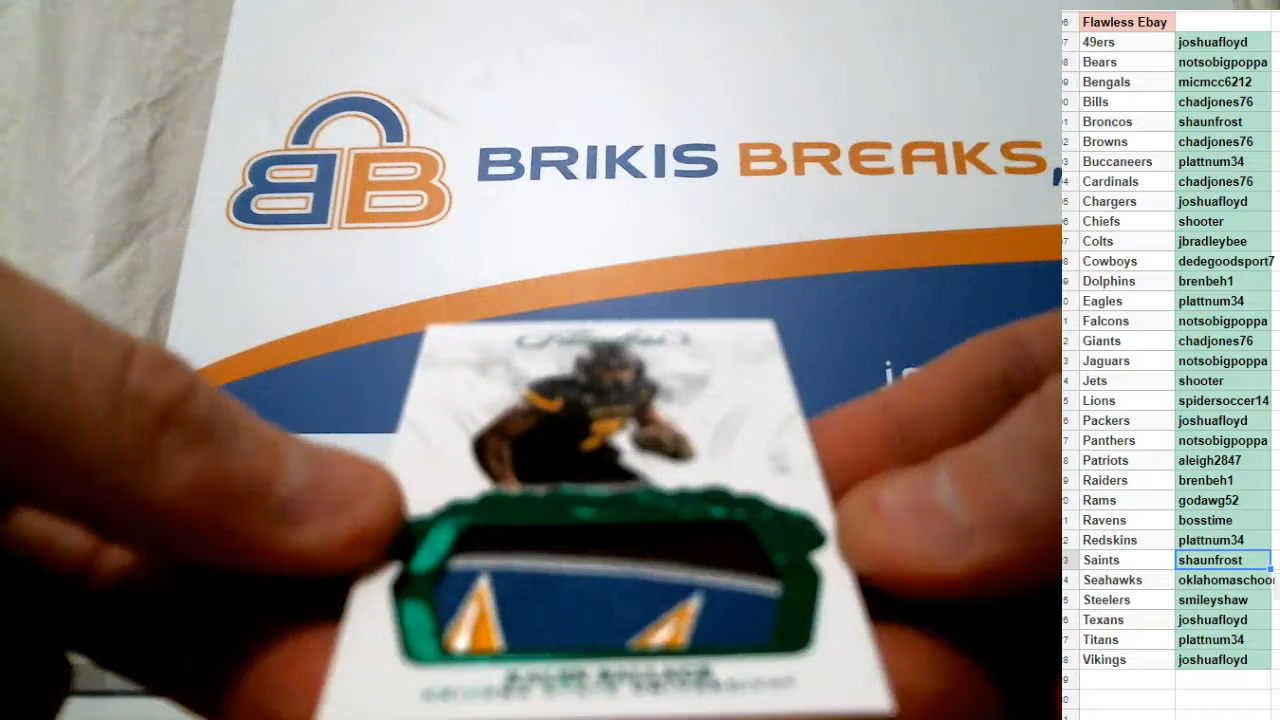 BB
BRIKIS BREAKS,
Flawless Ebay
49ers joshuafloyd
Bears notsobigpoppa
Bengals micmcc6212
Bills chadjones76
Broncos shaunfrost
Browns chadjones76
Buccaneers plattnum34
Cardinals chadjones76
Chargers joshuafloyd
Chiefs shooter
Colts jbradleybee
Cowboys dedegoodsport7
Dolphins brenbeh1
Eagles plattnum34
Falcons notsobigpoppa
Giants chadjones76
Jaguars notsobigpoppa
Jets shooter
Lions spidersoccer14
Packers joshuafloyd
Panthers notsobigpoppa
Patriots aleigh2847
Raiders brenbeh1
Rams godawg52
Ravens bosstime
Redskins plattnum34
Saints shaunfrost
Seahawks oklahomaschoo
Steelers smileyshaw
Texans joshuafloyd
Titans plattnum34
Vikings joshuafloyd